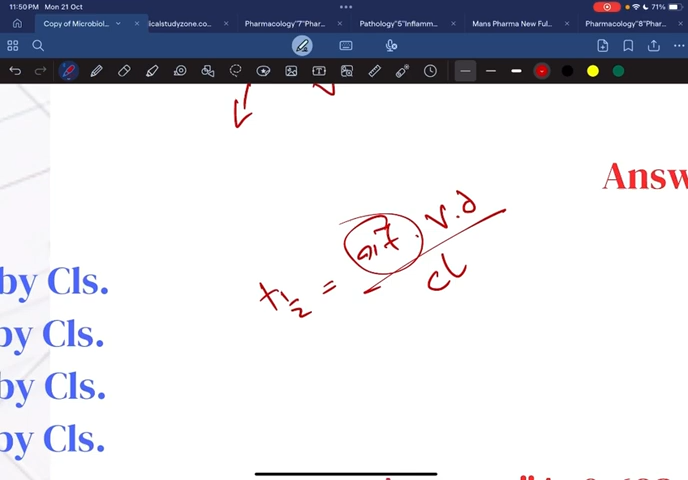 11:50 PM Mon 21 Oct
71%
Copy of Microbiol
icalstudyzone.co...
Pharmacology"7"Phar...
Pathology"5"Inflamm...
Mans Pharma New Ful...
Pharmacology"8"Phar...
Answ
0.7 . V.d
t 1/2 = cL
by Cls.
by Cls.
by Cls.
by Cls.